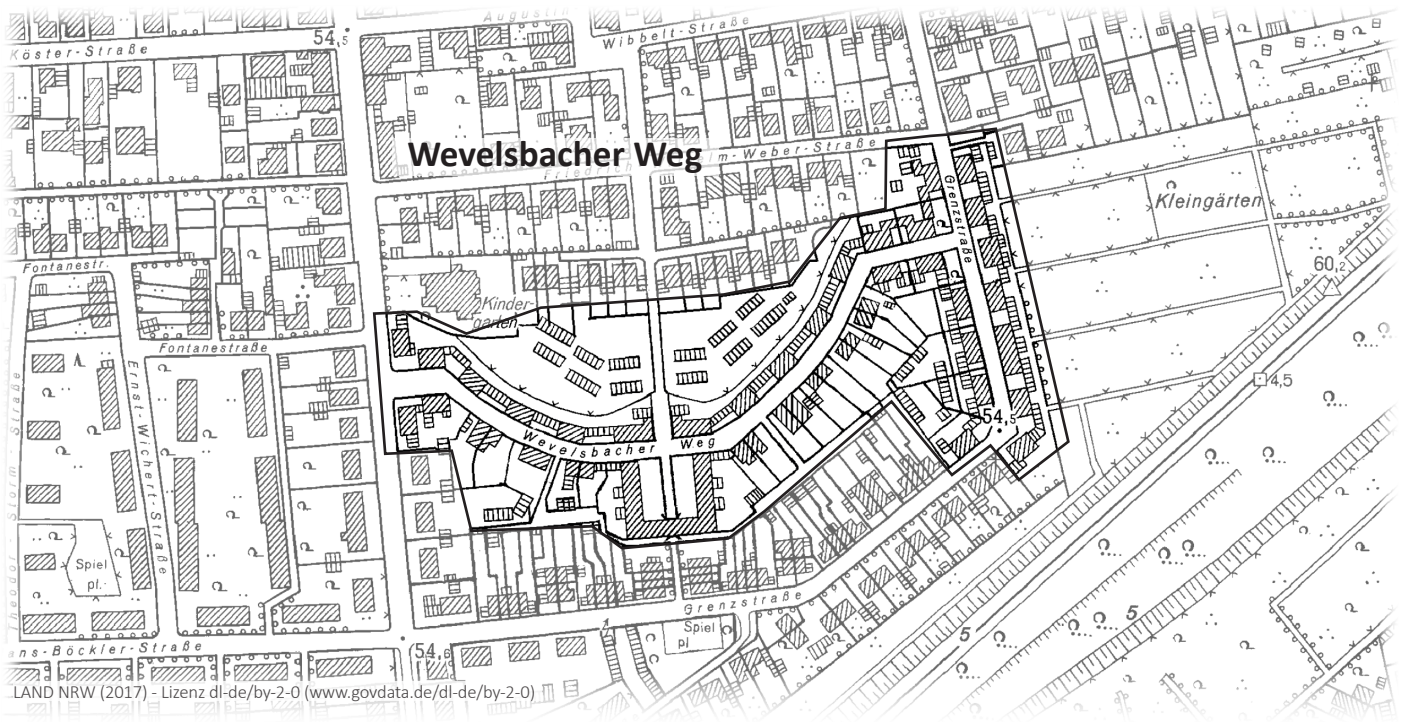 Augustin
Wibbelt-Straße
Köster-Straße
54,5
Wevelsbacher Weg
Friedrich
lm-Weber-Straße
Grenzstraße
Kleingärten
Fontanestr.
60,2
Kinder-
garten
Fontanestraße
4,5
Theodor-Storm-Straße
Ernst-Wichert-Straße
54,5
Wevelsbacher Weg
Spiel
pl.
Grenzstraße
5
5
Spiel
pl
ans-Böckler-Straße
54,6
LAND NRW (2017) - Lizenz dl-de/by-2-0 (www.govdata.de/dl-de/by-2-0)